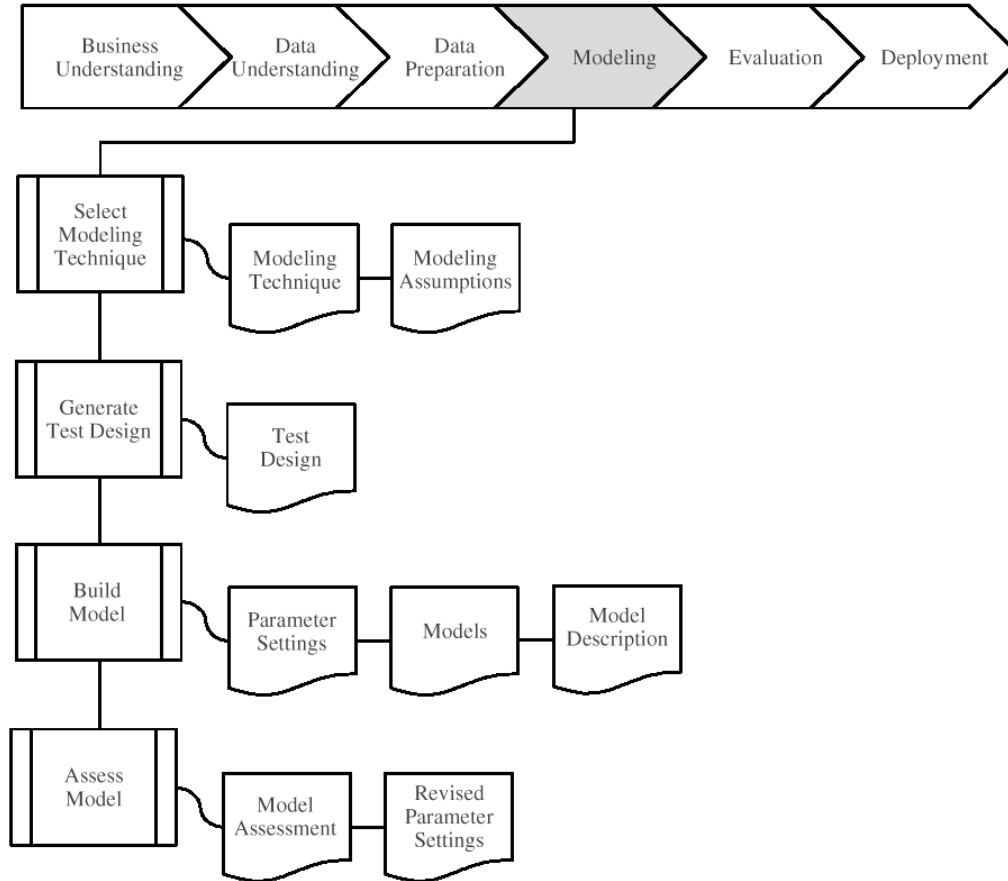 Business
Understanding
Data
Understanding
Data
Preparation
Modeling
Evaluation
Deployment
Select
Modeling
Technique
Modeling
Technique
Modeling
Assumptions
Generate
Test Design
Test
Design
Build
Model
Parameter
Settings
Models
Model
Description
Assess
Model
Model
Assessment
Revised
Parameter
Settings